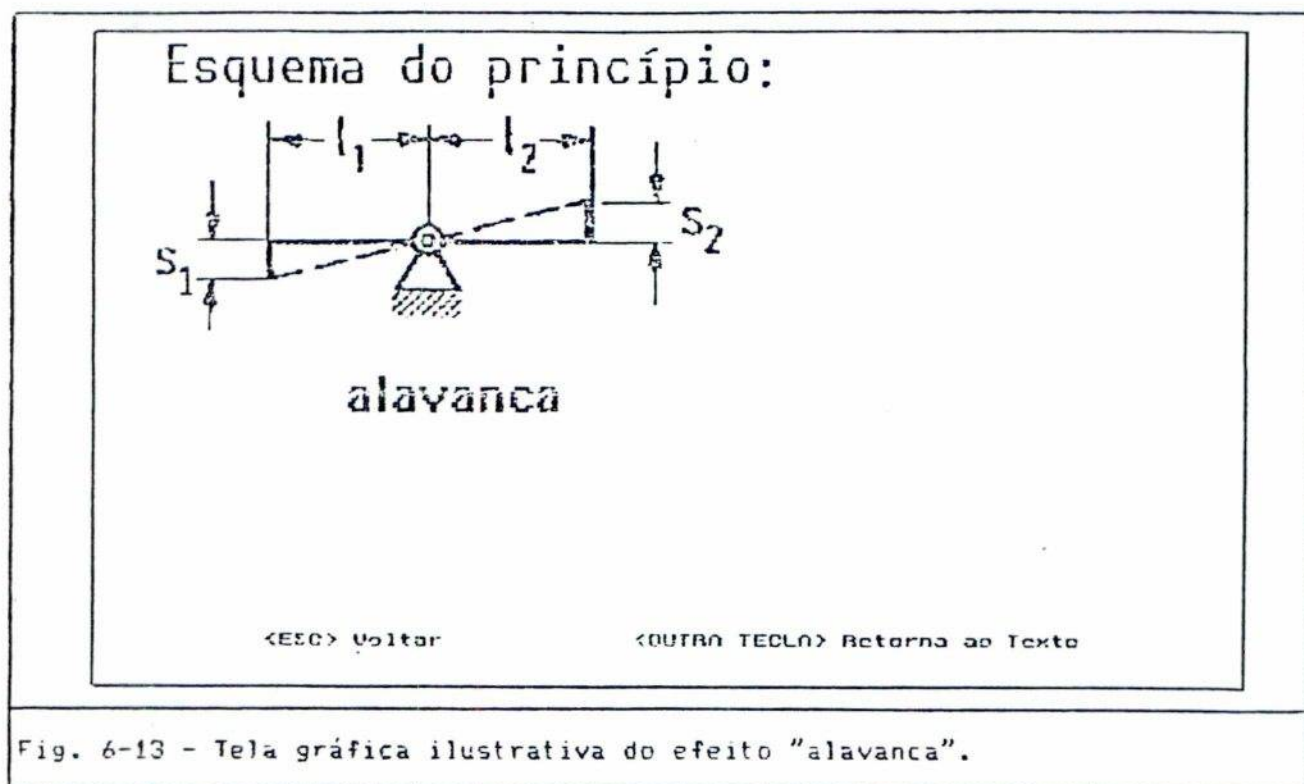 Esquema do princípio:
l1 l2
S1 S2
alavanca
<ESC> Voltar <OUTRA TECLA> Retorna ao Texto
Fig. 6-13 - Tela gráfica ilustrativa do efeito "alavanca".